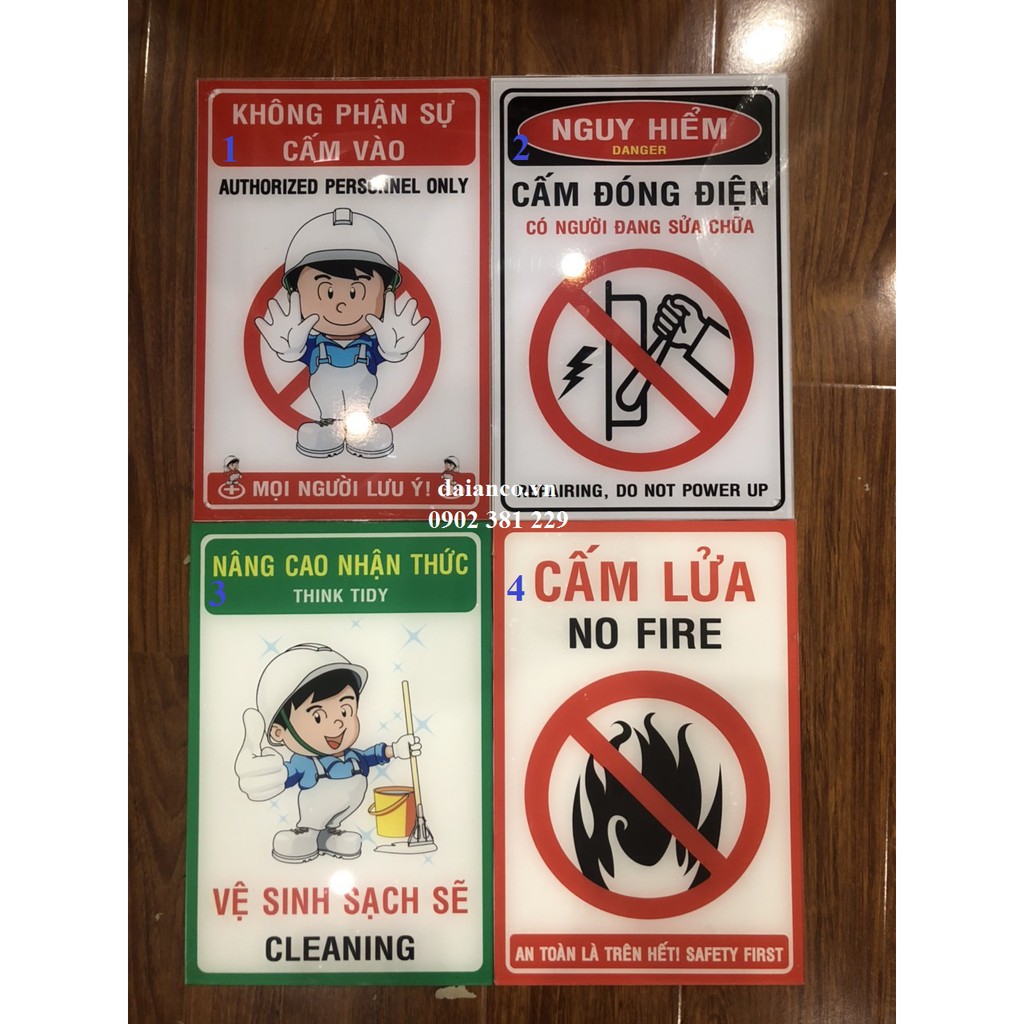 1
KHÔNG PHẬN SỰ
CẤM VÀO
AUTHORIZED PERSONNEL ONLY
MỌI NGƯỜI LƯU Ý!
2
NGUY HIỂM
DANGER
CẤM ĐÓNG ĐIỆN
CÓ NGƯỜI ĐANG SỬA CHỮA
REPAIRING, DO NOT POWER UP
daianco.vn
0902 381 229
3
NÂNG CAO NHẬN THỨC
THINK TIDY
VỆ SINH SẠCH SẼ
CLEANING
4
CẤM LỬA
NO FIRE
AN TOÀN LÀ TRÊN HẾT! SAFETY FIRST